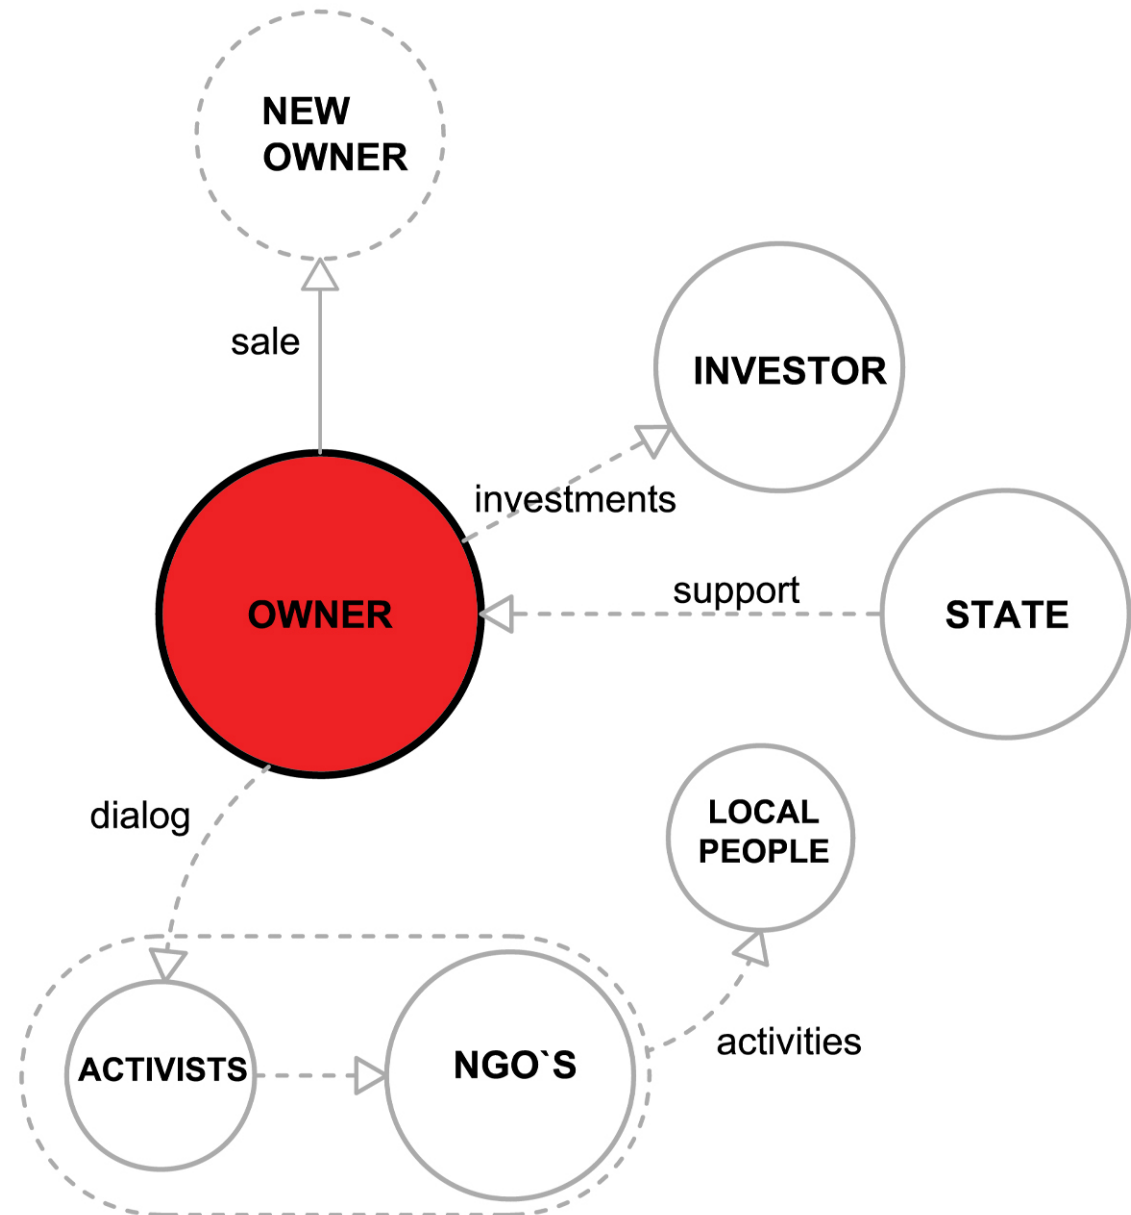 NEW
OWNER
sale
INVESTOR
investments
support
OWNER
STATE
dialog
LOCAL
PEOPLE
activities
ACTIVISTS
NGO`S